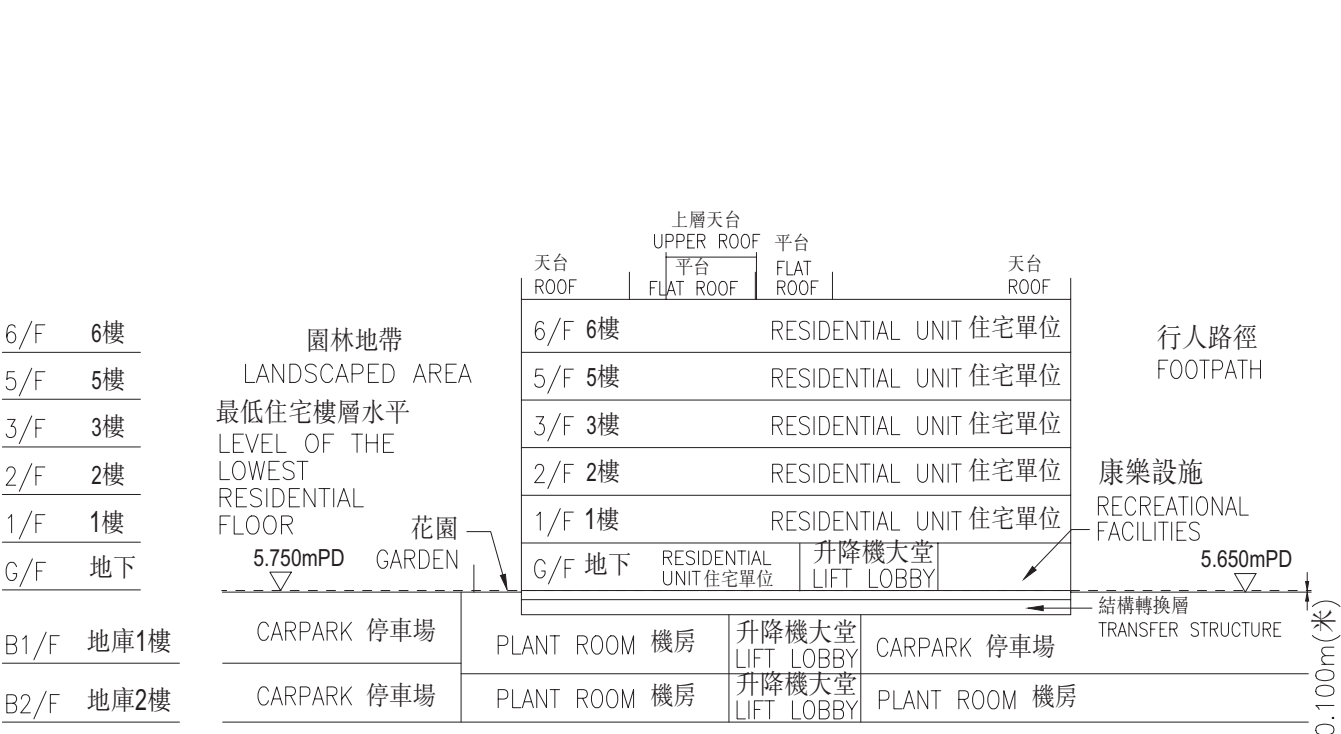 上層天台
UPPER ROOF
平台
FLAT
ROOF
天台
ROOF
平台
FLAT ROOF
天台
ROOF
6/F 6樓
5/F 5樓
3/F 3樓
2/F 2樓
1/F 1樓
G/F 地下
B1/F 地庫1樓
B2/F 地庫2樓
園林地帶
LANDSCAPED AREA
最低住宅樓層水平
LEVEL OF THE
LOWEST
RESIDENTIAL
FLOOR
5.750mPD
花園
GARDEN
6/F 6樓 RESIDENTIAL UNIT 住宅單位
5/F 5樓 RESIDENTIAL UNIT 住宅單位
3/F 3樓 RESIDENTIAL UNIT 住宅單位
2/F 2樓 RESIDENTIAL UNIT 住宅單位
1/F 1樓 RESIDENTIAL UNIT 住宅單位
G/F 地下
RESIDENTIAL
UNIT住宅單位
升降機大堂
LIFT LOBBY
行人路徑
FOOTPATH
康樂設施
RECREATIONAL
FACILITIES
5.650mPD
結構轉換層
TRANSFER STRUCTURE
0.100m(米)
CARPARK 停車場
PLANT ROOM 機房
升降機大堂
LIFT LOBBY
CARPARK 停車場
CARPARK 停車場
PLANT ROOM 機房
升降機大堂
LIFT LOBBY
PLANT ROOM 機房